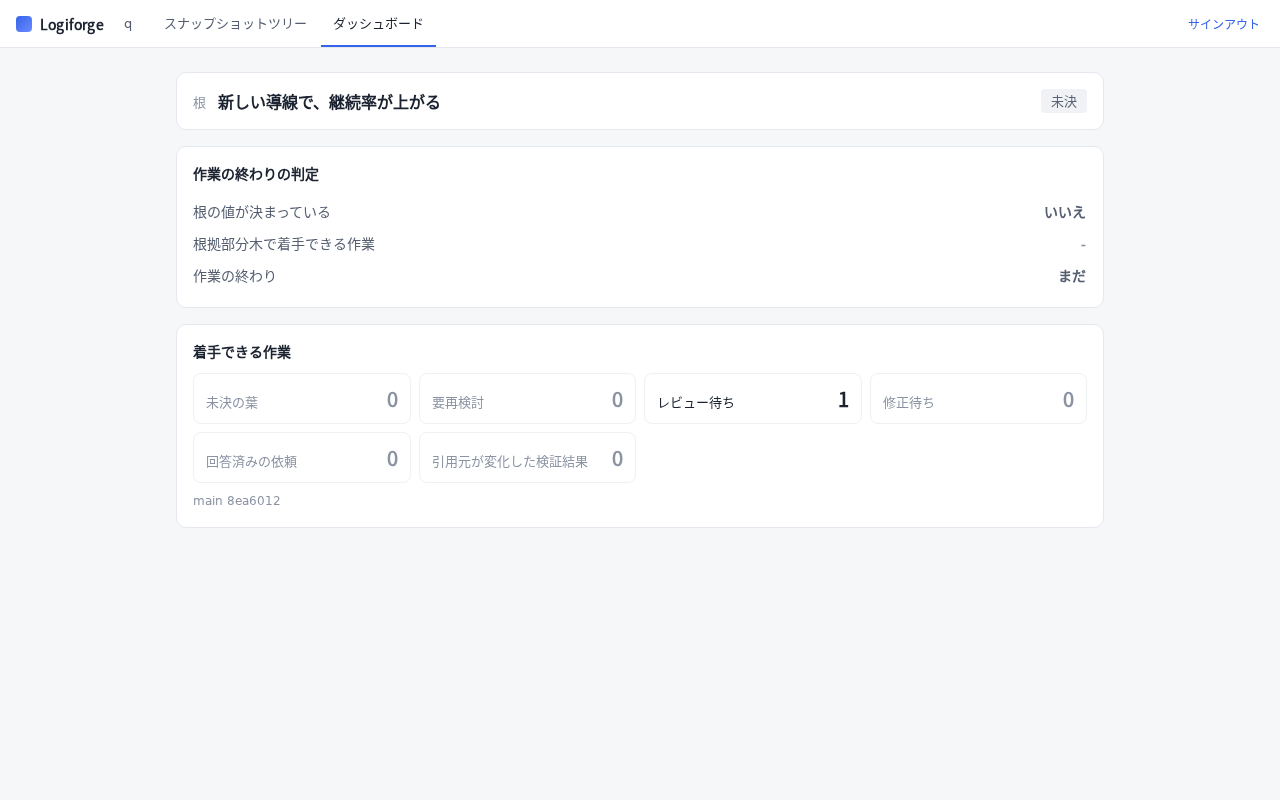 Logiforge q スナップショットツリー ダッシュボード サインアウト
根 新しい導線で、継続率が上がる 未決
作業の終わりの判定
根の値が決まっている いいえ
根拠部分木で着手できる作業 -
作業の終わり まだ
着手できる作業
未決の葉 0 要再検討 0 レビュー待ち 1 修正待ち 0
回答済みの依頼 0 引用元が変化した検証結果 0
main 8ea6012